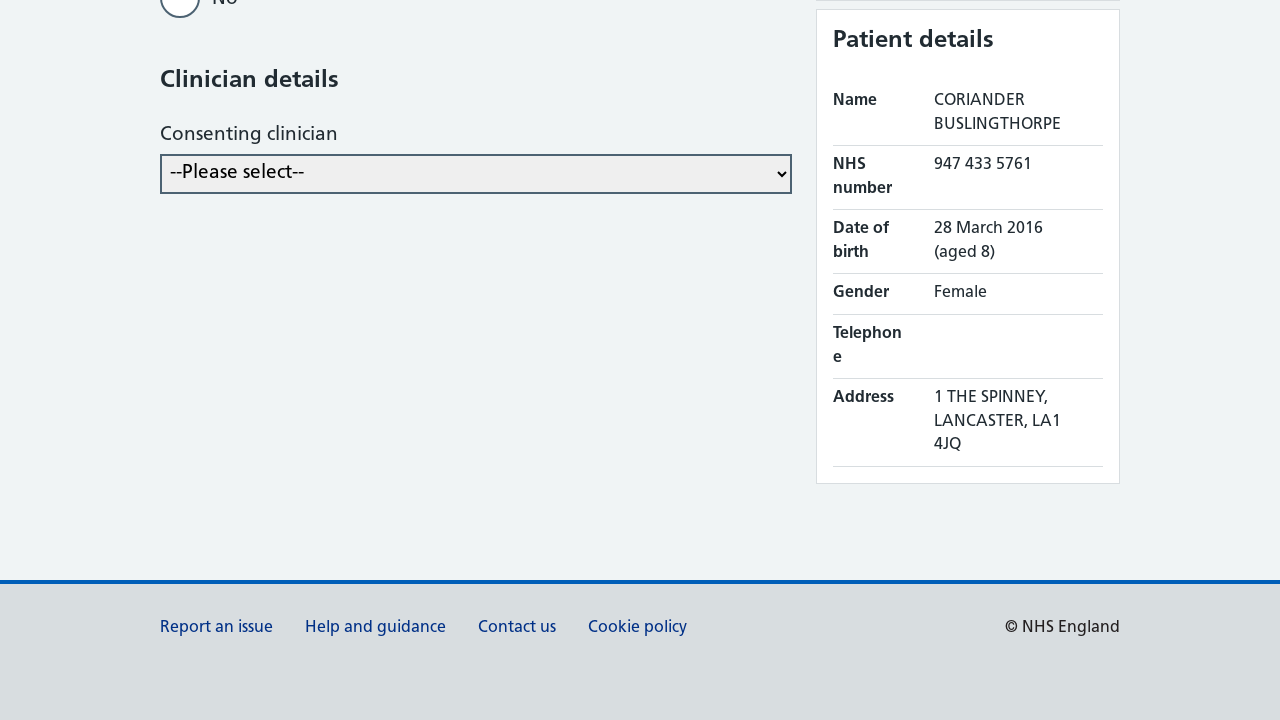 No
Clinician details
Consenting clinician
--Please select--
Patient details
Name CORIANDER
BUSLINGTHORPE
NHS 947 433 5761
number
Date of 28 March 2016
birth (aged 8)
Gender Female
Telephon
e
Address 1 THE SPINNEY,
LANCASTER, LA1
4JQ
Report an issue Help and guidance Contact us Cookie policy © NHS England